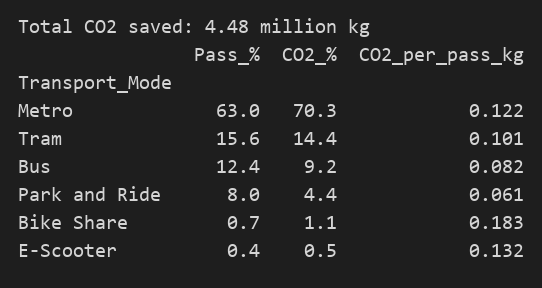 Total CO2 saved: 4.48 million kg
Pass_% CO2_% CO2_per_pass_kg
Transport_Mode
Metro 63.0 70.3 0.122
Tram 15.6 14.4 0.101
Bus 12.4 9.2 0.082
Park and Ride 8.0 4.4 0.061
Bike Share 0.7 1.1 0.183
E-Scooter 0.4 0.5 0.132